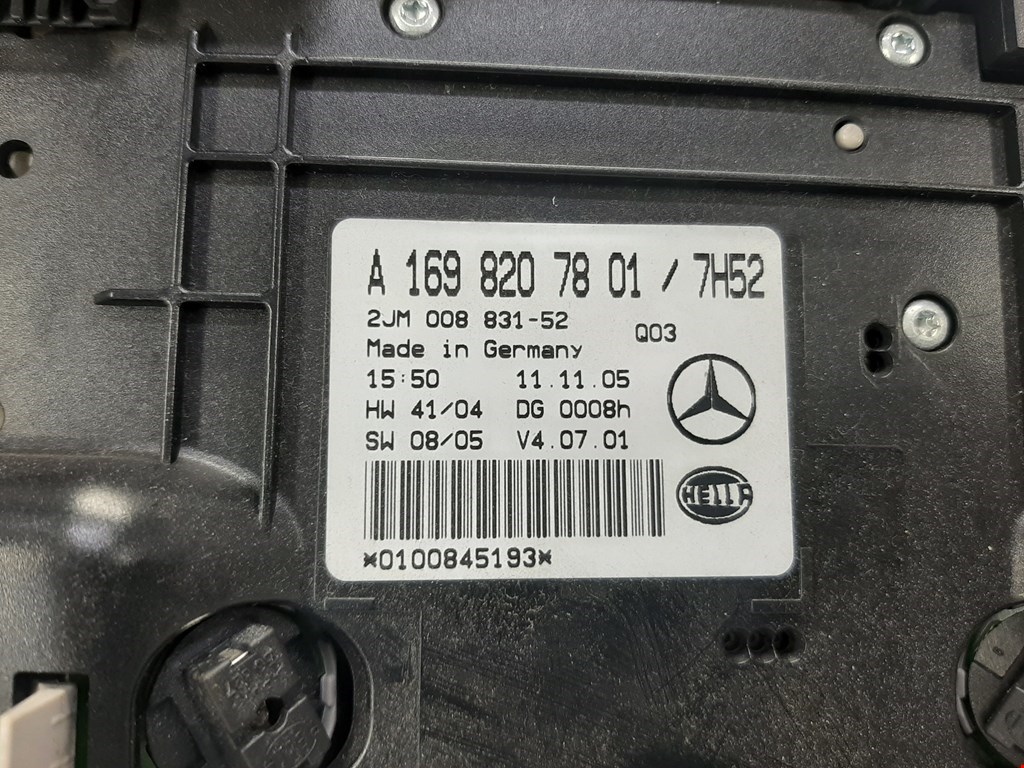 A 169 820 78 01 / 7H52
2JM 008 831-52
Q03
Made in Germany
15:50 11.11.05
HW 41/04 DG 0008h
SW 08/05 V4.07.01
HELLA
*0100845193*